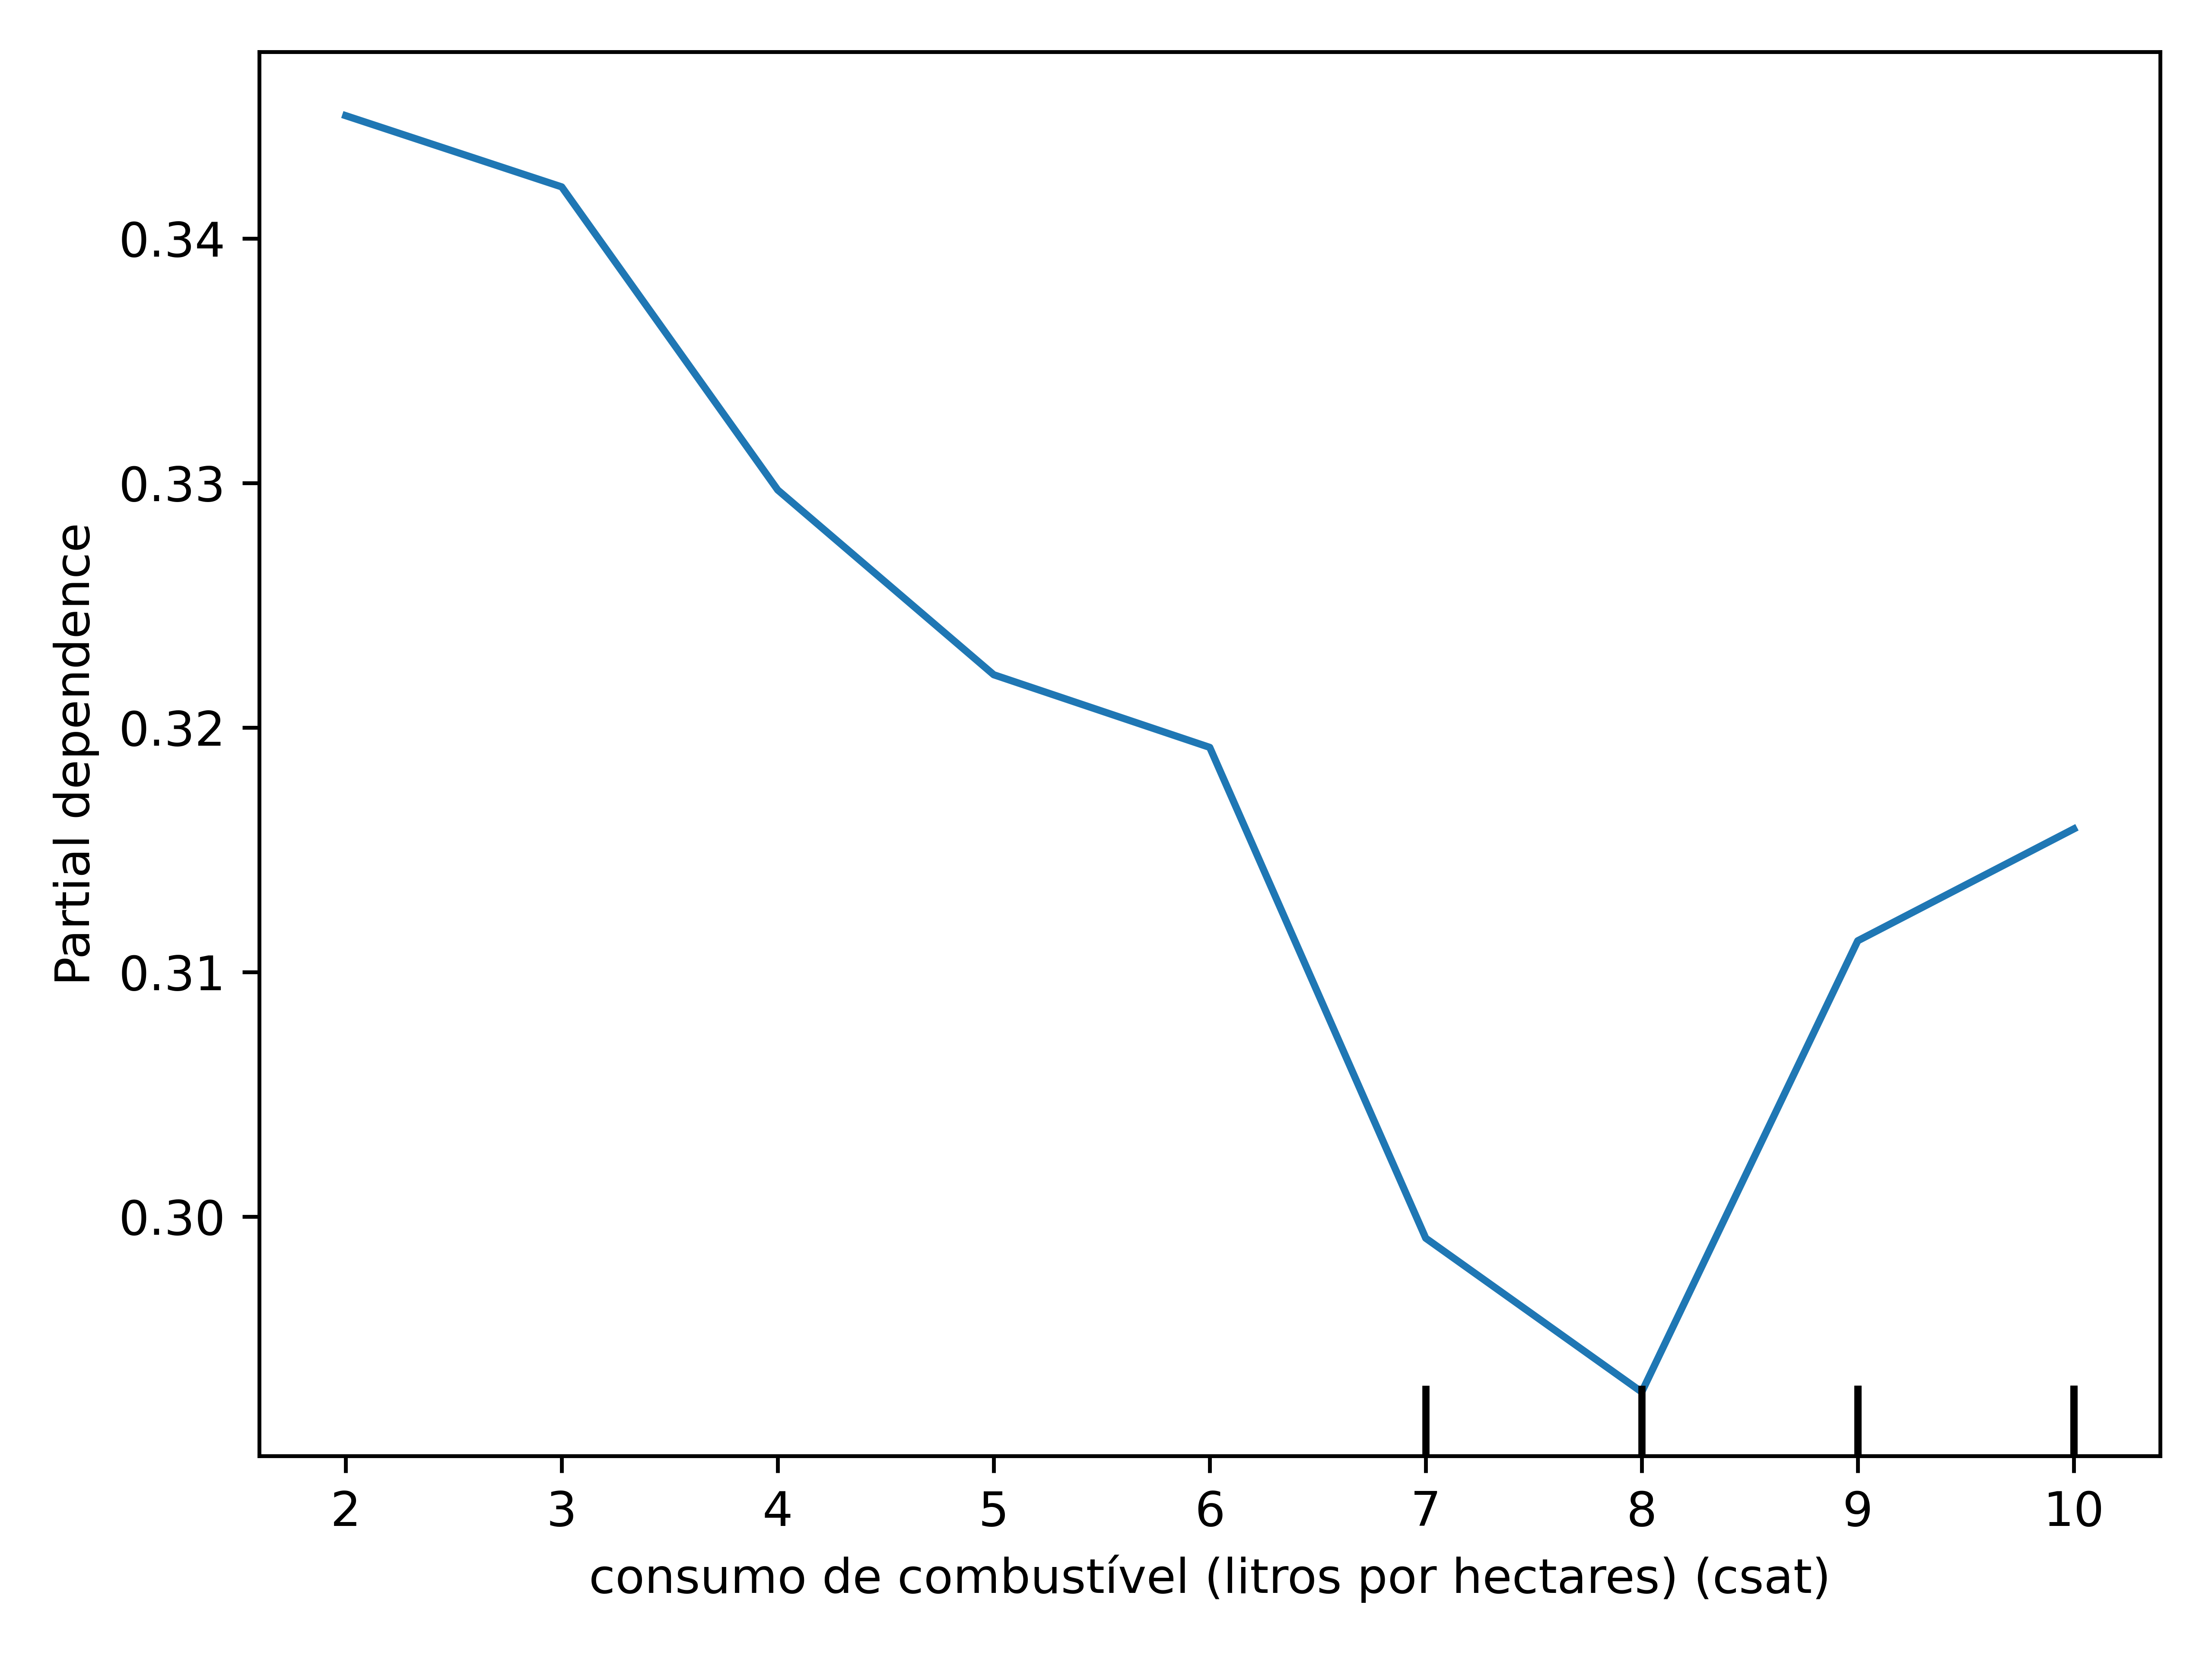 Partial dependence
0.34
0.33
0.32
0.31
0.30
2 3 4 5 6 7 8 9 10
consumo de combustível (litros por hectares) (csat)